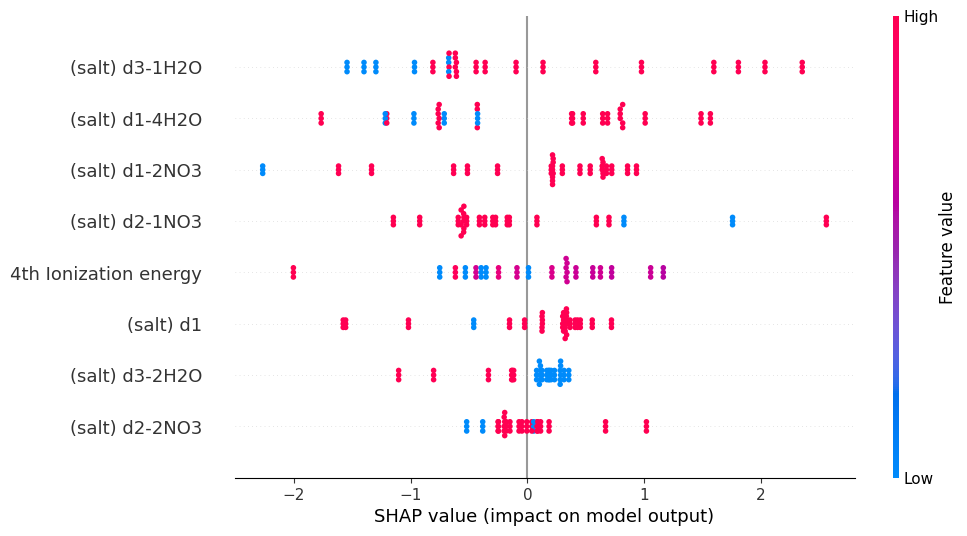 High
(salt) d3-1H2O
(salt) d1-4H2O
(salt) d1-2NO3
(salt) d2-1NO3
4th Ionization energy
(salt) d1
(salt) d3-2H2O
(salt) d2-2NO3
Feature value
Low
−2
−1
0
1
2
SHAP value (impact on model output)